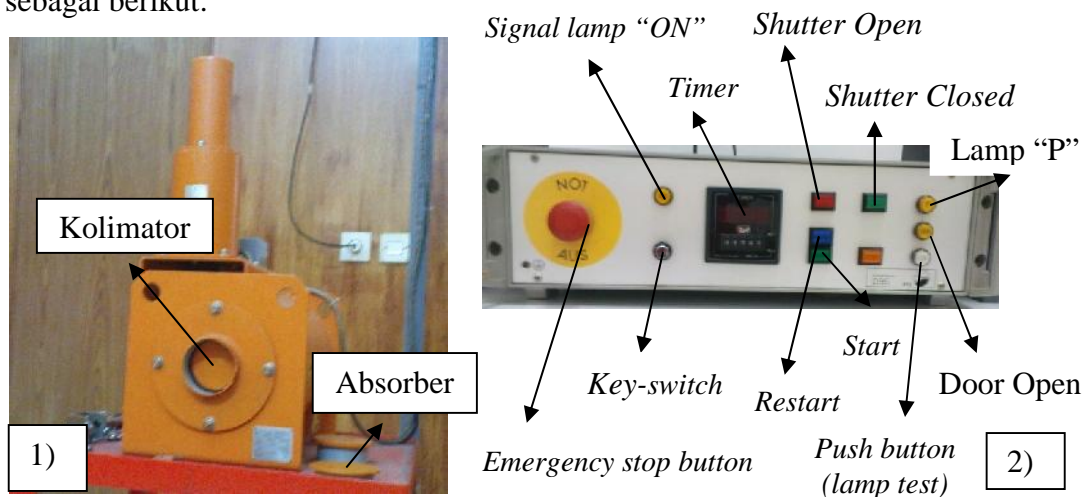 sebagai berikut.
Signal lamp "ON"
Shutter Open
Timer
Shutter Closed
Lamp "P"
Kolimator
NOT
AUS
Absorber
Start
Key-switch
Restart
Door Open
1)
Emergency stop button
Push button
(lamp test)
2)